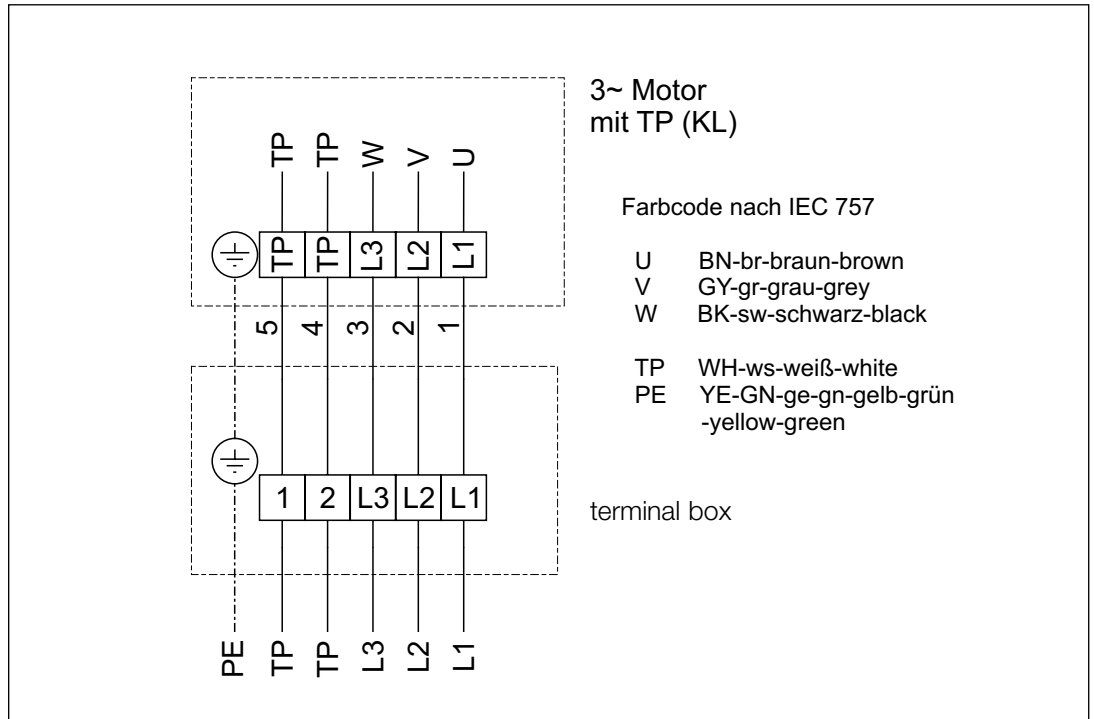 3~ Motor
mit TP (KL)
TP TP W V U
TP TP L3 L2 L1
5 4 3 2 1
Farbcode nach IEC 757
U BN-br-braun-brown
V GY-gr-grau-grey
W BK-sw-schwarz-black
TP WH-ws-weiß-white
PE YE-GN-ge-gn-gelb-grün
-yellow-green
1 2 L3 L2 L1
terminal box
PE TP TP L3 L2 L1